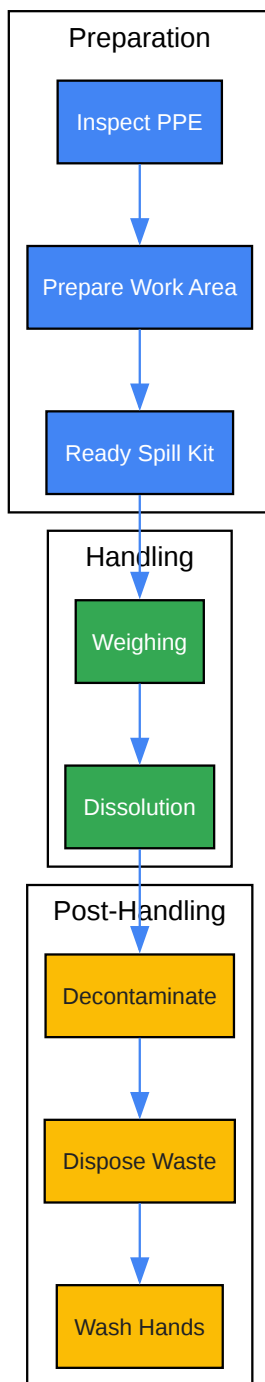 Preparation
Inspect PPE
Prepare Work Area
Ready Spill Kit
Handling
Weighing
Dissolution
Post-Handling
Decontaminate
Dispose Waste
Wash Hands